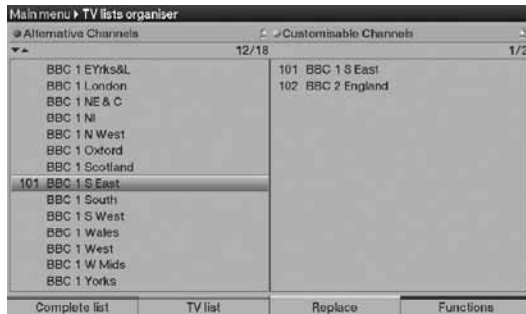 Main menu ▸ TV lists organiser
Alternative Channels
Customisable Channels
12/18
1/2
BBC 1 EYrks&L
BBC 1 London
BBC 1 NE & C
BBC 1 NI
BBC 1 N West
BBC 1 Oxford
BBC 1 Scotland
101 BBC 1 S East
BBC 1 South
BBC 1 S West
BBC 1 Wales
BBC 1 West
BBC 1 W Mids
BBC 1 Yorks
101 BBC 1 S East
102 BBC 2 England
Complete list
TV list
Replace
Functions